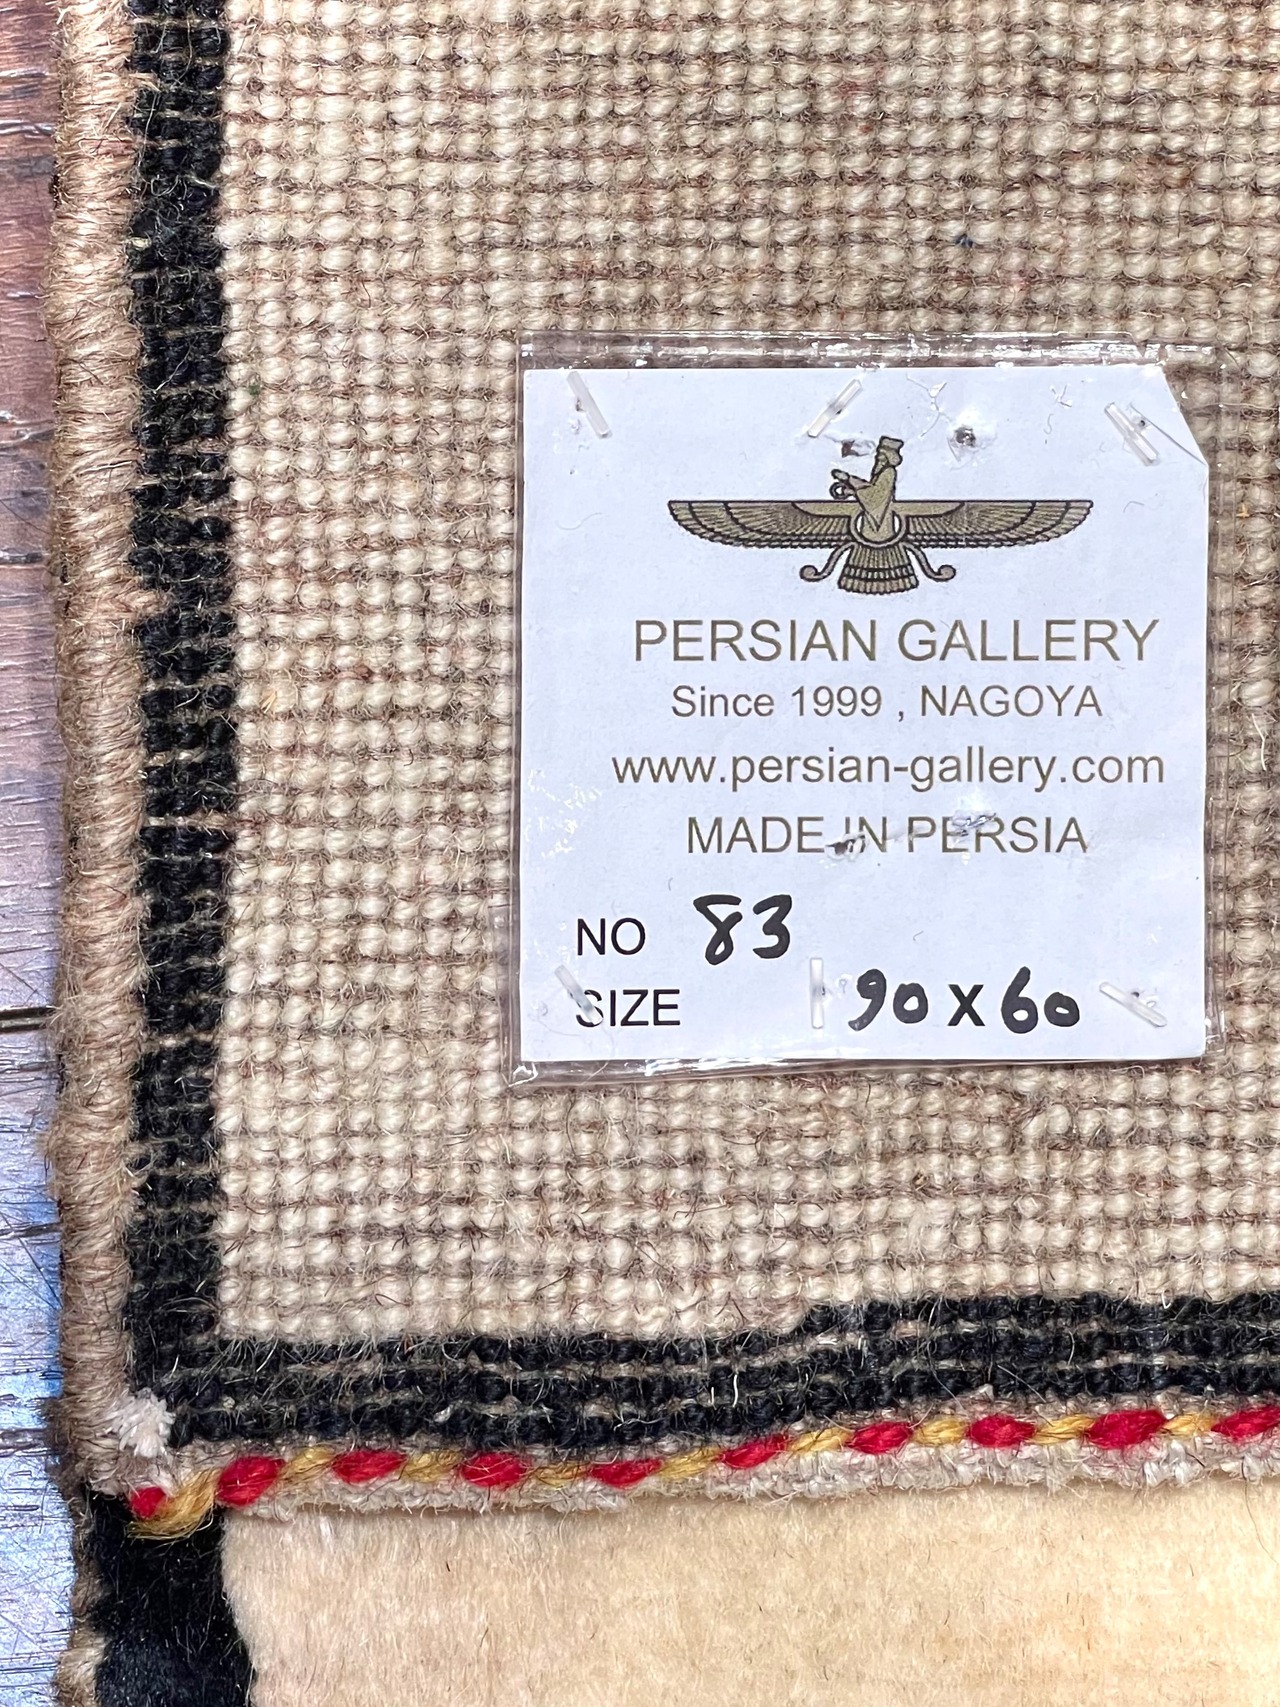 PERSIAN GALLERY
Since 1999 , NAGOYA
www.persian-gallery.com
MADE IN PERSIA
NO 83
SIZE 90 x 60